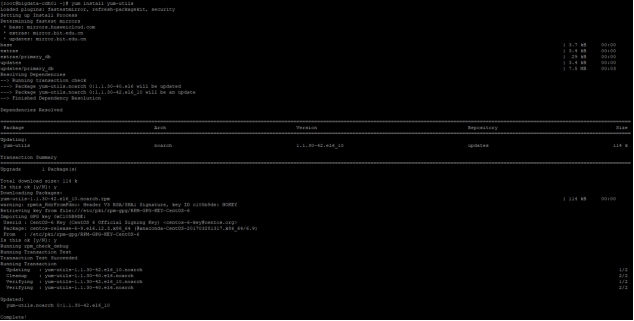 [root@bigdata-cdh01 ~]# yum install yum-utils
Loaded plugins: fastestmirror, refresh-packagekit, security
Setting up Install Process
Determining fastest mirrors
 * base: mirrors.huaweicloud.com
 * extras: mirror.bit.edu.cn
 * updates: mirror.bit.edu.cn
base | 3.7 kB 00:00
extras | 3.4 kB 00:00
extras/primary_db | 29 kB 00:00
updates | 3.4 kB 00:00
updates/primary_db | 7.5 MB 00:03
Resolving Dependencies
--> Running transaction check
---> Package yum-utils.noarch 0:1.1.30-40.el6 will be updated
---> Package yum-utils.noarch 0:1.1.30-42.el6_10 will be an update
--> Finished Dependency Resolution
Dependencies Resolved
Package Arch Version Repository Size
Updating:
yum-utils noarch 1.1.30-42.el6_10 updates 114 k
Transaction Summary
Upgrade 1 Package(s)
Total download size: 114 k
Is this ok [y/N]: y
Downloading Packages:
yum-utils-1.1.30-42.el6_10.noarch.rpm | 114 kB 00:00
warning: rpmts_HdrFromFdno: Header V3 RSA/SHA1 Signature, key ID c105b9de: NOKEY
Retrieving key from file:///etc/pki/rpm-gpg/RPM-GPG-KEY-CentOS-6
Importing GPG key 0xC105B9DE:
Userid : CentOS-6 Key (CentOS 6 Official Signing Key) <centos-6-key@centos.org>
Package: centos-release-6-9.el6.12.3.x86_64 (@anaconda-CentOS-201703281317.x86_64/6.9)
From : /etc/pki/rpm-gpg/RPM-GPG-KEY-CentOS-6
Is this ok [y/N]: y
Running rpm_check_debug
Running Transaction Test
Transaction Test Succeeded
Running Transaction
Updating : yum-utils-1.1.30-42.el6_10.noarch 1/2
Cleanup : yum-utils-1.1.30-40.el6.noarch 2/2
Verifying : yum-utils-1.1.30-42.el6_10.noarch 1/2
Verifying : yum-utils-1.1.30-40.el6.noarch 2/2
Updated:
yum-utils.noarch 0:1.1.30-42.el6_10
Complete!